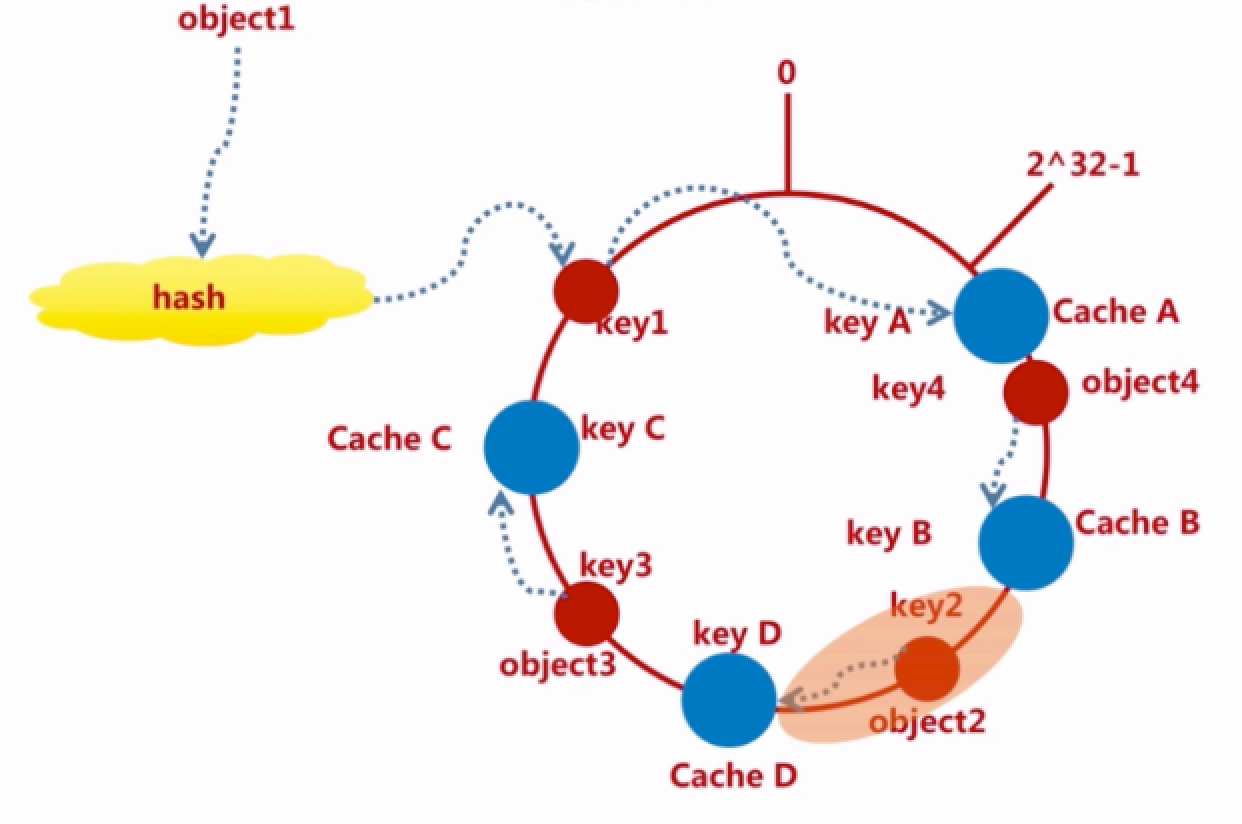 object1
0
2^32-1
hash
key1
key A
Cache A
key4
object4
Cache C
key C
key B
Cache B
key3
key2
object3
key D
object2
Cache D